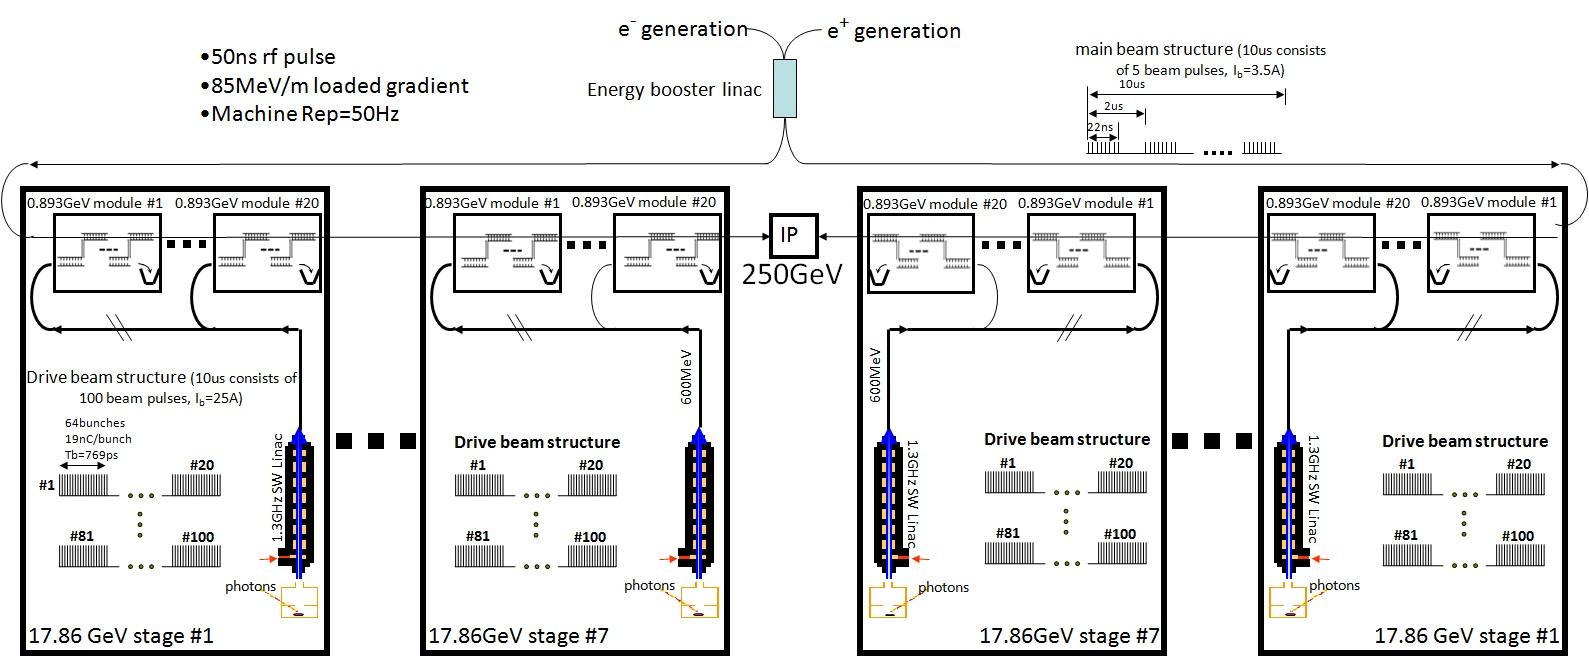 e⁻ generation
e⁺ generation
•50ns rf pulse
•85MeV/m loaded gradient
•Machine Rep=50Hz
Energy booster linac
main beam structure (10us consists
of 5 beam pulses, Ib=3.5A)
10us
2us
22ns
0.893GeV module #1
0.893GeV module #20
0.893GeV module #1
0.893GeV module #20
IP
250GeV
0.893GeV module #20
0.893GeV module #1
0.893GeV module #20
0.893GeV module #1
Drive beam structure (10us consists of
100 beam pulses, Ib=25A)
64bunches
19nC/bunch
Tb=769ps
#1
#20
#81
#100
1.3GHz SW Linac
photons
17.86 GeV stage #1
600MeV
Drive beam structure
#1
#20
#81
#100
photons
17.86GeV stage #7
600MeV
1.3GHz SW Linac
Drive beam structure
#1
#20
#81
#100
photons
17.86GeV stage #7
1.3GHz SW Linac
Drive beam structure
#1
#20
#81
#100
photons
17.86 GeV stage #1